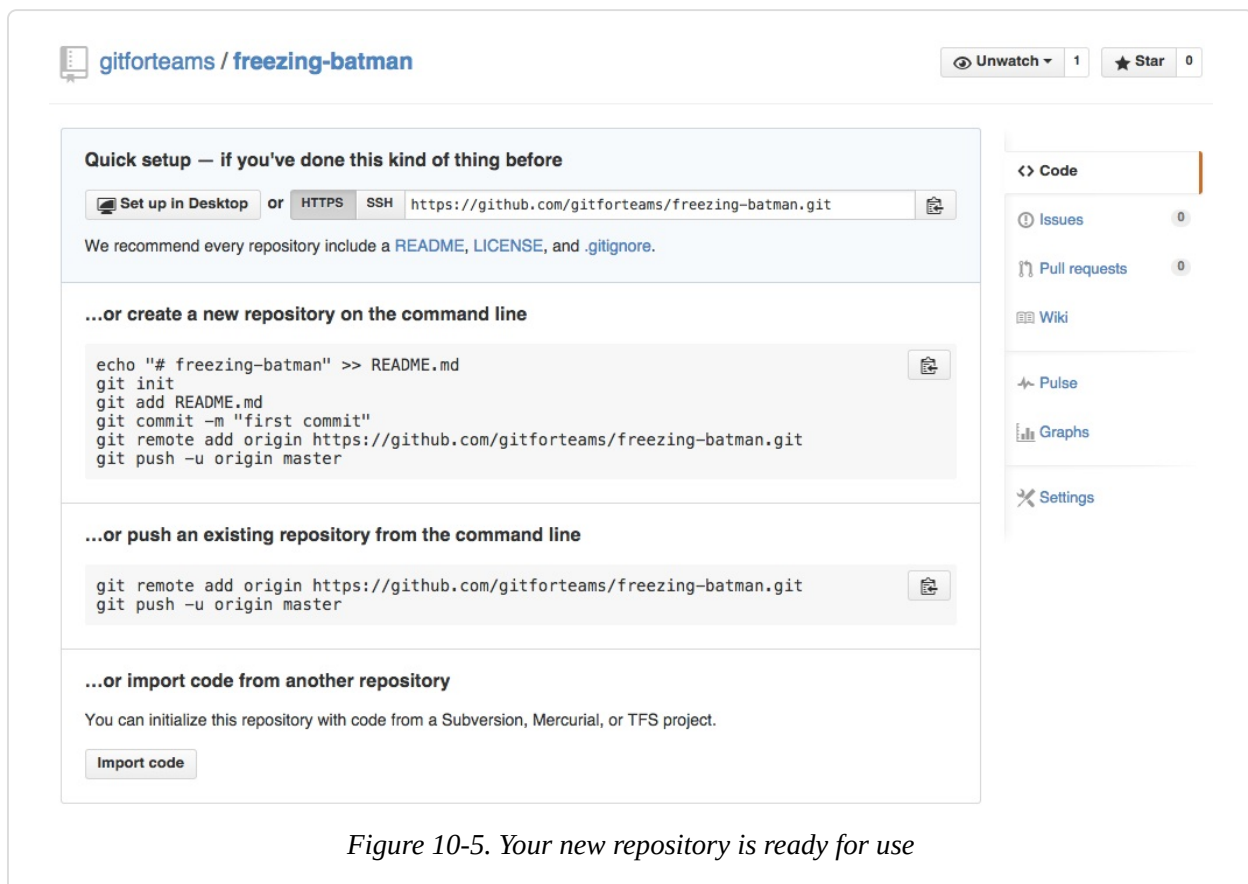 gitforteams / freezing-batman
Unwatch 1 Star 0
Quick setup — if you've done this kind of thing before
Set up in Desktop or HTTPS SSH https://github.com/gitforteams/freezing-batman.git
We recommend every repository include a README, LICENSE, and .gitignore.
...or create a new repository on the command line
echo "# freezing-batman" >> README.md
git init
git add README.md
git commit -m "first commit"
git remote add origin https://github.com/gitforteams/freezing-batman.git
git push -u origin master
...or push an existing repository from the command line
git remote add origin https://github.com/gitforteams/freezing-batman.git
git push -u origin master
...or import code from another repository
You can initialize this repository with code from a Subversion, Mercurial, or TFS project.
Import code
<> Code
Issues 0
Pull requests 0
Wiki
Pulse
Graphs
Settings
Figure 10-5. Your new repository is ready for use